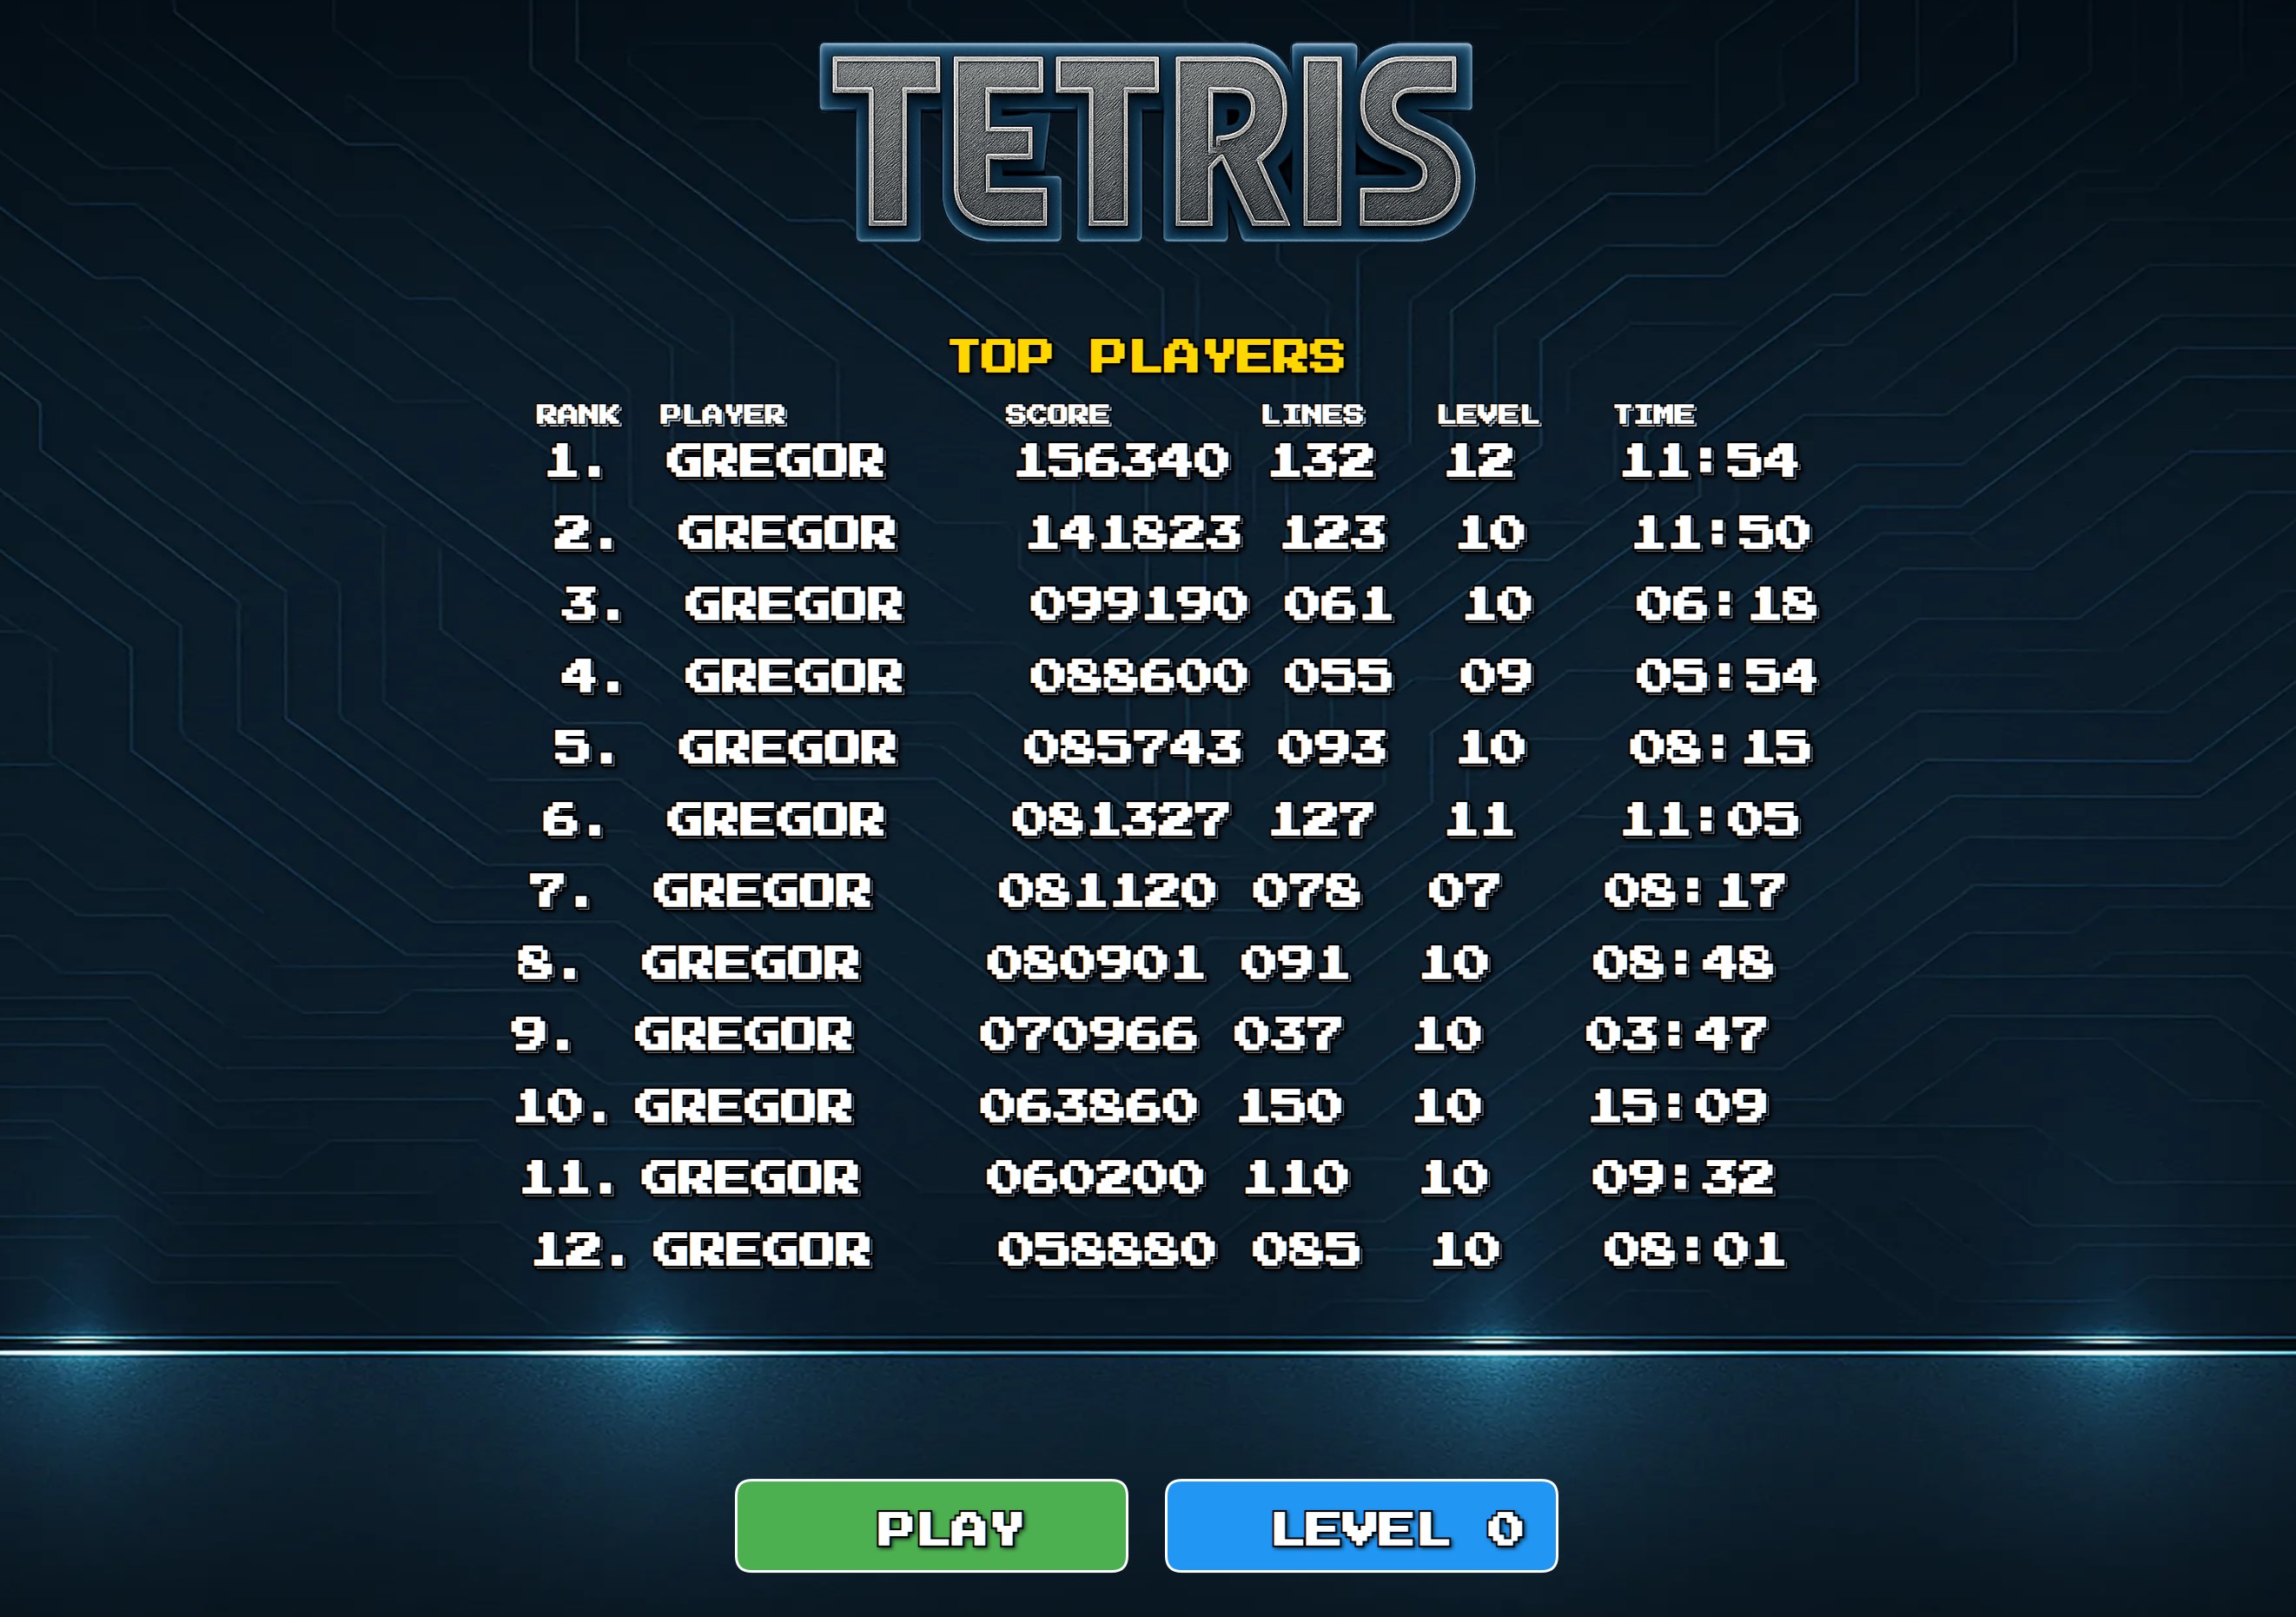 TETRIS
TOP PLAYERS
RANK PLAYER SCORE LINES LEVEL TIME
1. GREGOR 156340 132 12 11:54
2. GREGOR 141823 123 10 11:50
3. GREGOR 099190 061 10 06:18
4. GREGOR 088600 055 09 05:54
5. GREGOR 085743 093 10 08:15
6. GREGOR 081327 127 11 11:05
7. GREGOR 081120 078 07 08:17
8. GREGOR 080901 091 10 08:48
9. GREGOR 070966 037 10 03:47
10. GREGOR 063860 150 10 15:09
11. GREGOR 060200 110 10 09:32
12. GREGOR 058880 085 10 08:01
PLAY LEVEL 0